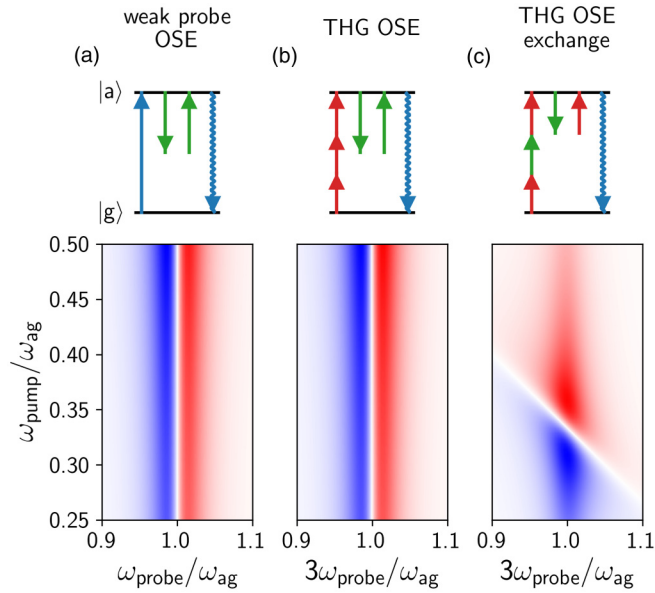 weak probe
OSE
THG OSE
THG OSE
exchange
(a)
(b)
(c)
|a⟩
|g⟩
0.50
0.45
0.40
0.35
0.30
0.25
ω_pump/ω_ag
0.9 1.0 1.1
0.9 1.0 1.1
0.9 1.0 1.1
ω_probe/ω_ag
3ω_probe/ω_ag
3ω_probe/ω_ag